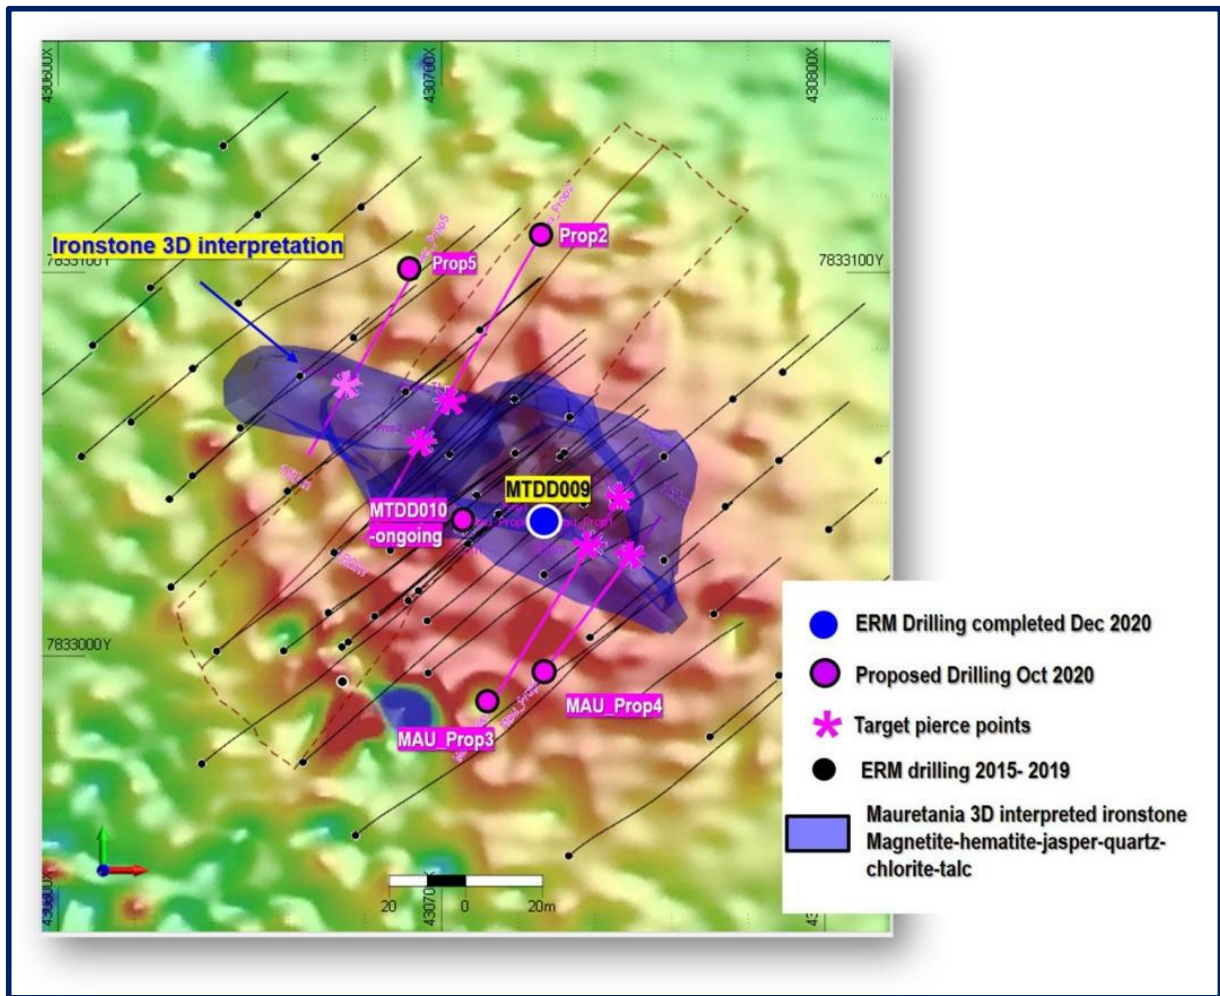 430600X
430700X
430800X
Prop2
Ironstone 3D interpretation
Prop5
7833100Y
7833100Y
Prop2
MTDD009
MTDD010
-ongoing
7833000Y
MAU_Prop4
MAU_Prop3
ERM Drilling completed Dec 2020
Proposed Drilling Oct 2020
Target pierce points
ERM drilling 2015- 2019
Mauretania 3D interpreted ironstone
Magnetite-hematite-jasper-quartz-
chlorite-talc
20 0 20m